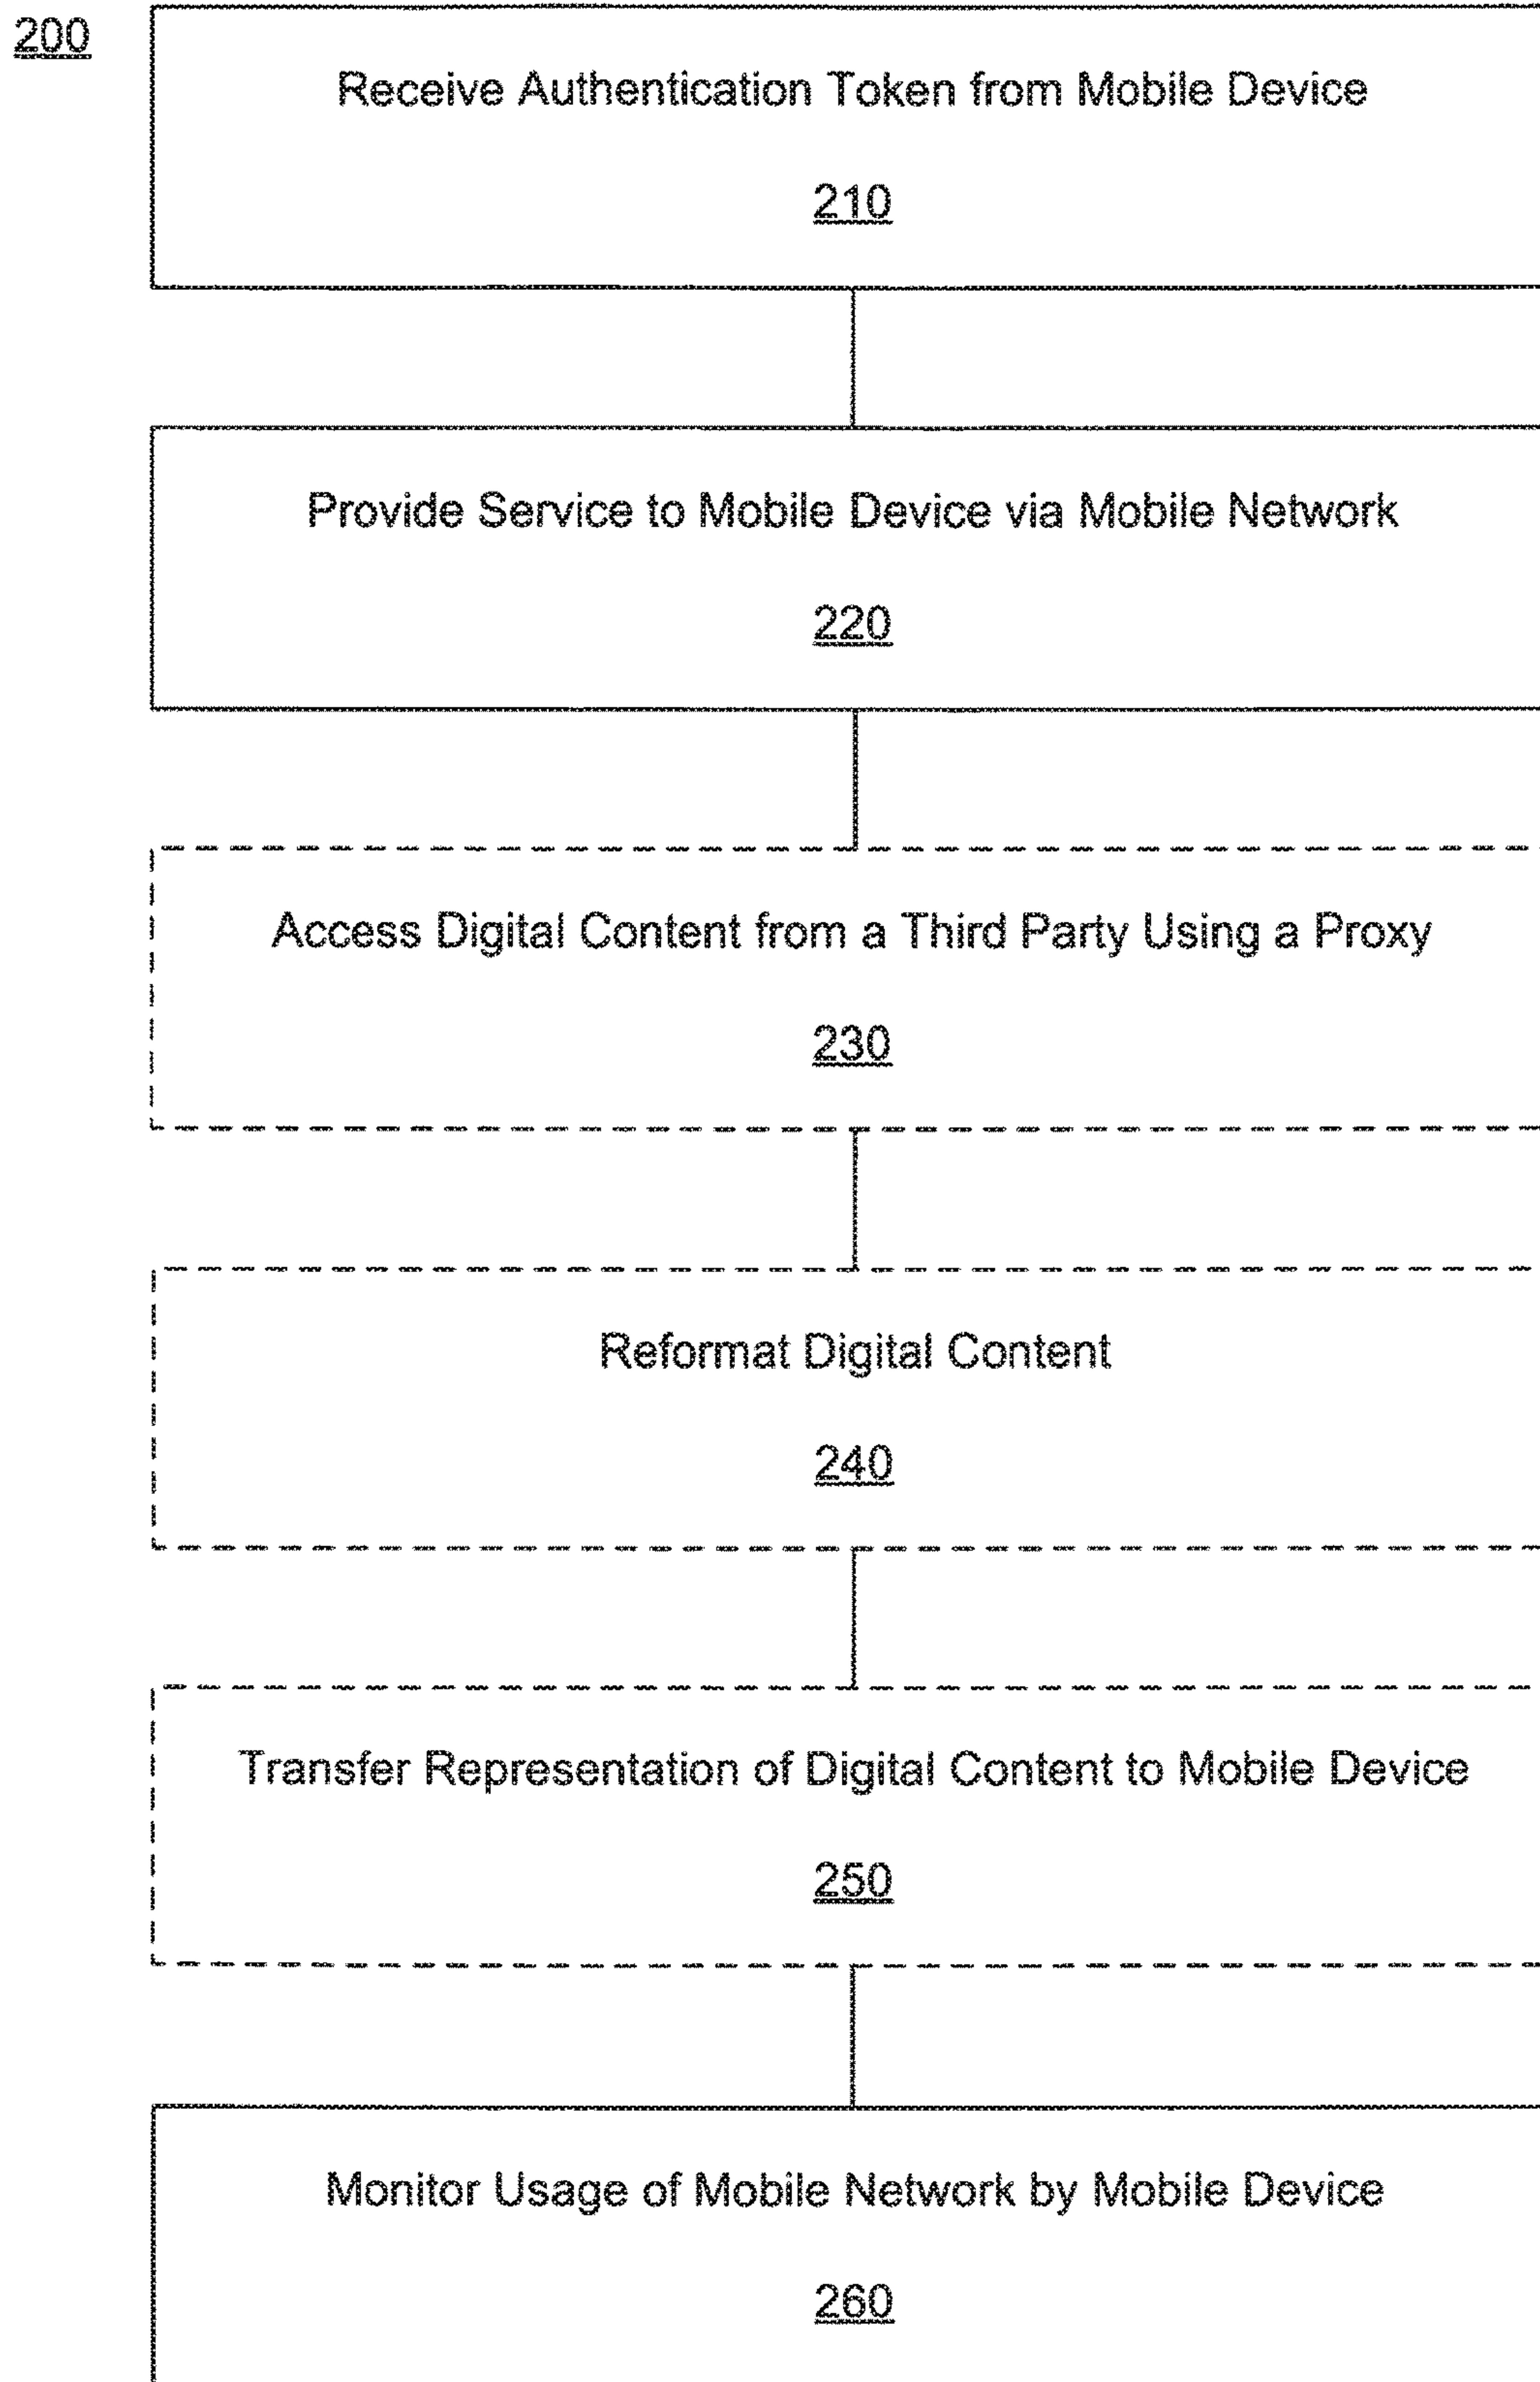 200
Receive Authentication Token from Mobile Device
210
Provide Service to Mobile Device via Mobile Network
220
Access Digital Content from a Third Party Using a Proxy
230
Reformat Digital Content
240
Transfer Representation of Digital Content to Mobile Device
250
Monitor Usage of Mobile Network by Mobile Device
260